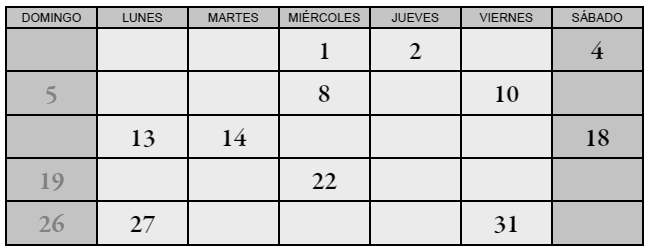 DOMINGO LUNES MARTES MIÉRCOLES JUEVES VIERNES SÁBADO
1 2 4
5 8 10
13 14 18
19 22
26 27 31